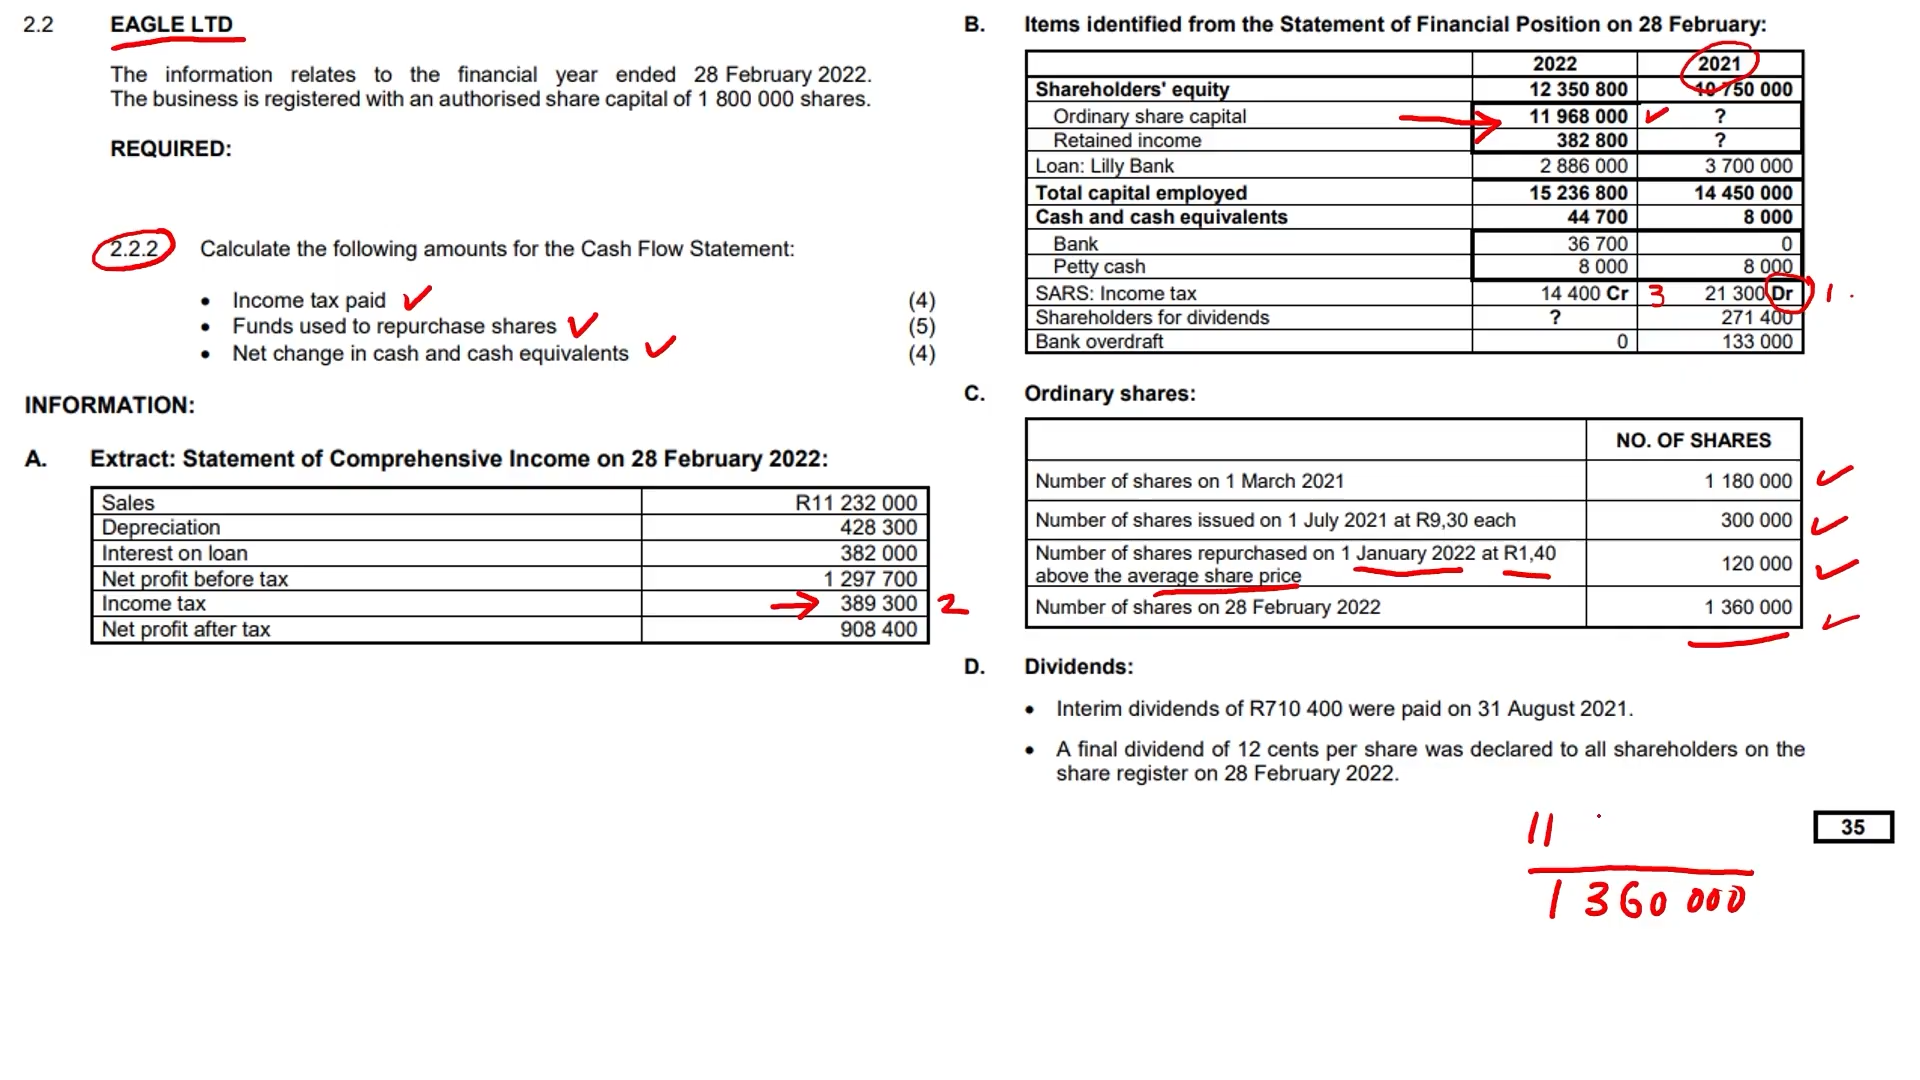 2.2 EAGLE LTD
The information relates to the financial year ended 28 February 2022.
The business is registered with an authorised share capital of 1 800 000 shares.
REQUIRED:
2.2.2 Calculate the following amounts for the Cash Flow Statement:
• Income tax paid (4)
• Funds used to repurchase shares (5)
• Net change in cash and cash equivalents (4)
INFORMATION:
A. Extract: Statement of Comprehensive Income on 28 February 2022:
Sales R11 232 000
Depreciation 428 300
Interest on loan 382 000
Net profit before tax 1 297 700
Income tax 389 300 2
Net profit after tax 908 400
B. Items identified from the Statement of Financial Position on 28 February:
2022 2021
Shareholders' equity 12 350 800 10 750 000
Ordinary share capital 11 968 000 ?
Retained income 382 800 ?
Loan: Lilly Bank 2 886 000 3 700 000
Total capital employed 15 236 800 14 450 000
Cash and cash equivalents 44 700 8 000
Bank 36 700 0
Petty cash 8 000 8 000
SARS: Income tax 14 400 Cr 3 21 300 Dr 1.
Shareholders for dividends ? 271 400
Bank overdraft 0 133 000
C. Ordinary shares:
NO. OF SHARES
Number of shares on 1 March 2021 1 180 000
Number of shares issued on 1 July 2021 at R9,30 each 300 000
Number of shares repurchased on 1 January 2022 at R1,40
above the average share price 120 000
Number of shares on 28 February 2022 1 360 000
D. Dividends:
• Interim dividends of R710 400 were paid on 31 August 2021.
• A final dividend of 12 cents per share was declared to all shareholders on the
share register on 28 February 2022.
35
11
1 360 000